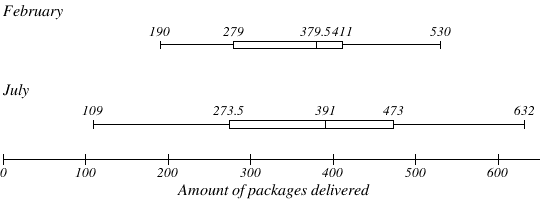 February
190 279 379.5 411 530
July
109 273.5 391 473 632
0 100 200 300 400 500 600
Amount of packages delivered